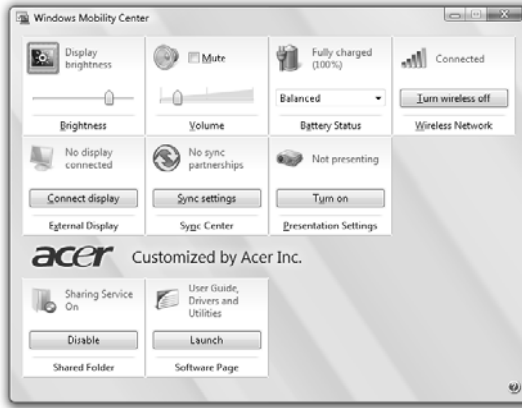 Windows Mobility Center
Display
brightness
Brightness
Mute
Volume
Fully charged
(100%)
Balanced
Battery Status
Connected
Turn wireless off
Wireless Network
No display
connected
Connect display
External Display
No sync
partnerships
Sync settings
Sync Center
Not presenting
Turn on
Presentation Settings
acer Customized by Acer Inc.
Sharing Service
On
Disable
Shared Folder
User Guide,
Drivers and
Utilities
Launch
Software Page